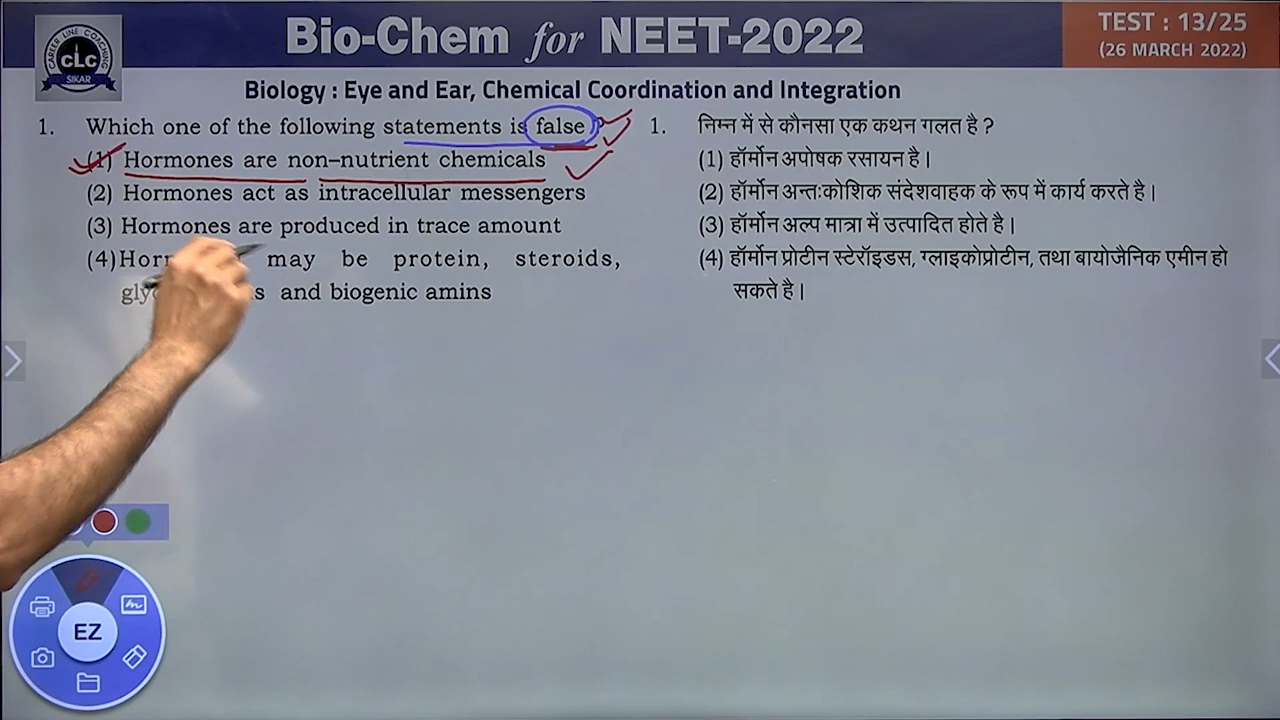 Bio-Chem for NEET-2022
TEST : 13/25
(26 MARCH 2022)
CAREER LINE COACHING
CLC
SIKAR
Biology : Eye and Ear, Chemical Coordination and Integration
1. Which one of the following statements is false ?
(1) Hormones are non–nutrient chemicals
(2) Hormones act as intracellular messengers
(3) Hormones are produced in trace amount
(4) may be protein, steroids,
and biogenic amins
1. निम्न में से कौनसा एक कथन गलत है ?
(1) हॉर्मोन अपोषक रसायन है।
(2) हॉर्मोन अन्तःकोशिक संदेशवाहक के रूप में कार्य करते है।
(3) हॉर्मोन अल्प मात्रा में उत्पादित होते है।
(4) हॉर्मोन प्रोटीन स्टेरॉइडस, ग्लाइकोप्रोटीन, तथा बायोजैनिक एमीन हो
सकते है।
EZ